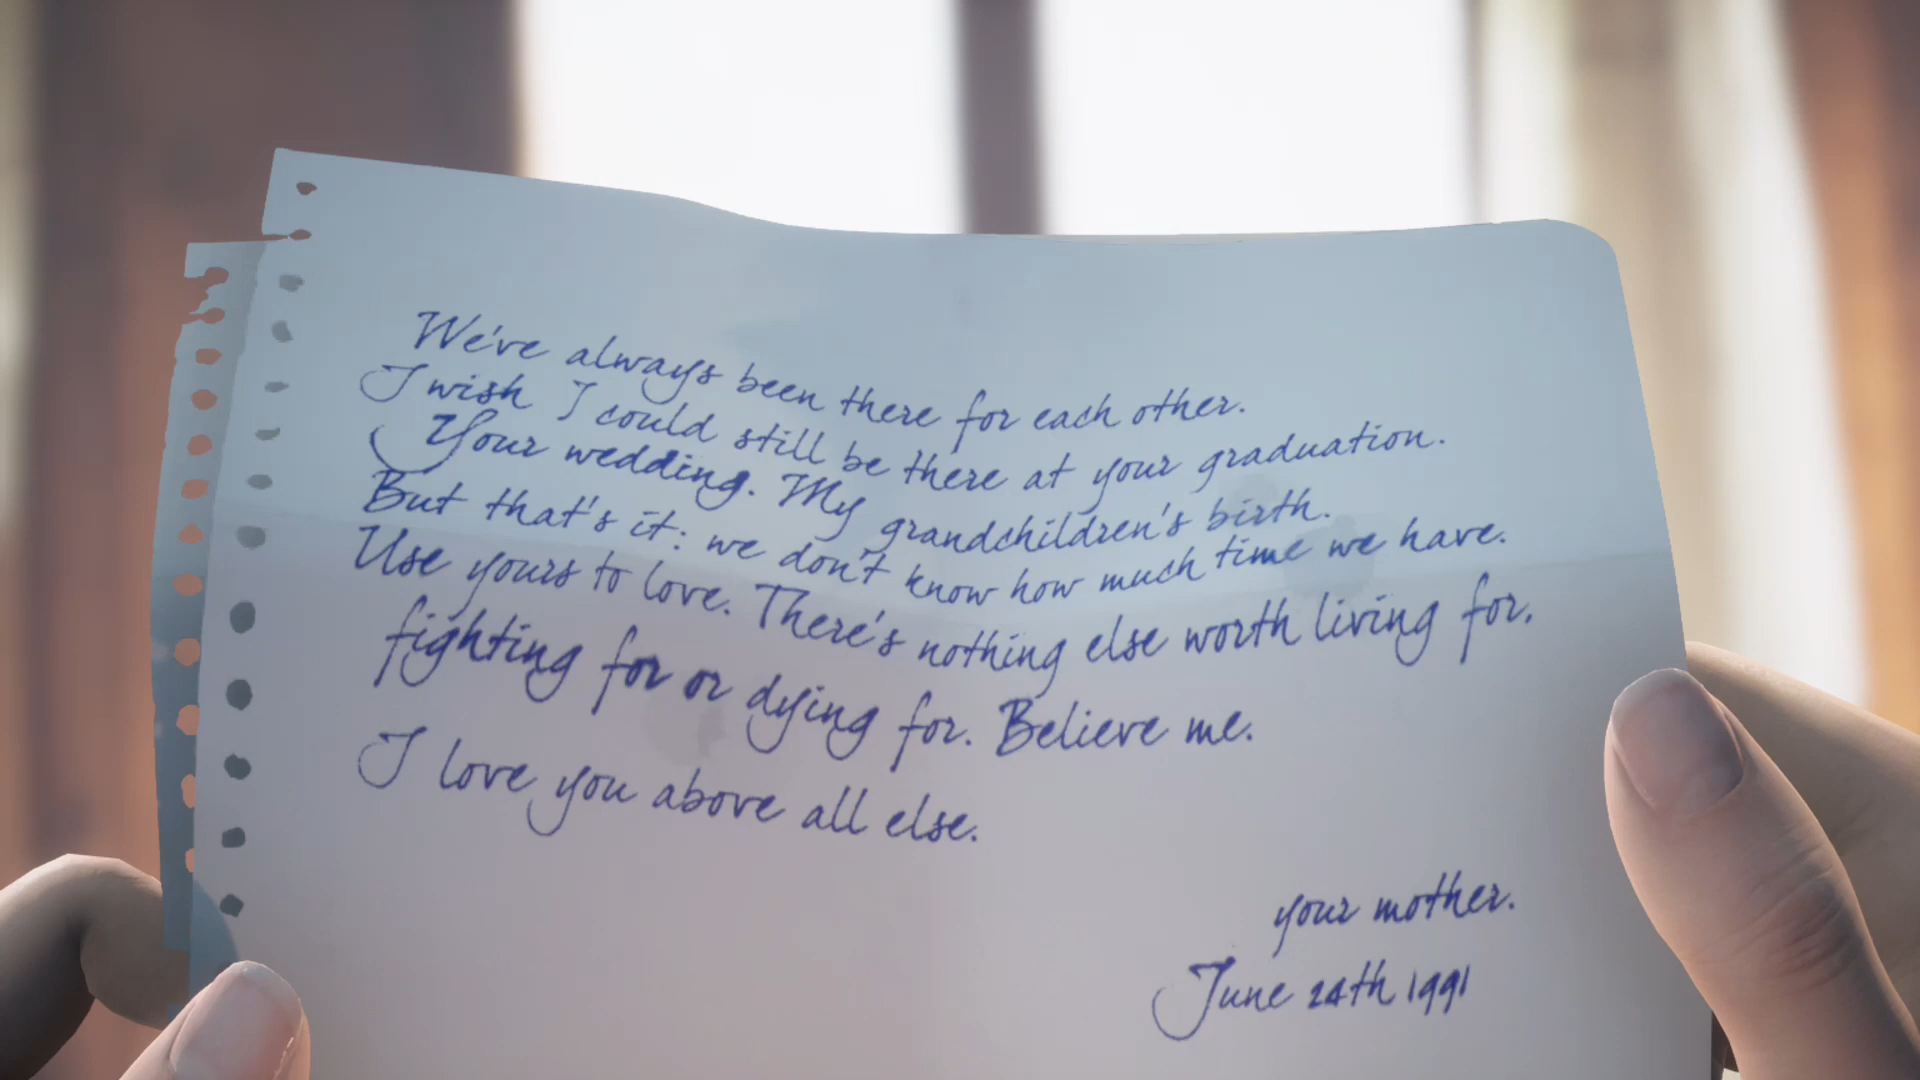 We've always been there for each other.
I wish I could still be there at your graduation.
Your wedding. My grandchildren's birth.
But that's it: we don't know how much time we have.
Use yours to love. There's nothing else worth living for,
fighting for or dying for. Believe me.
I love you above all else.
your mother.
June 24th 1991